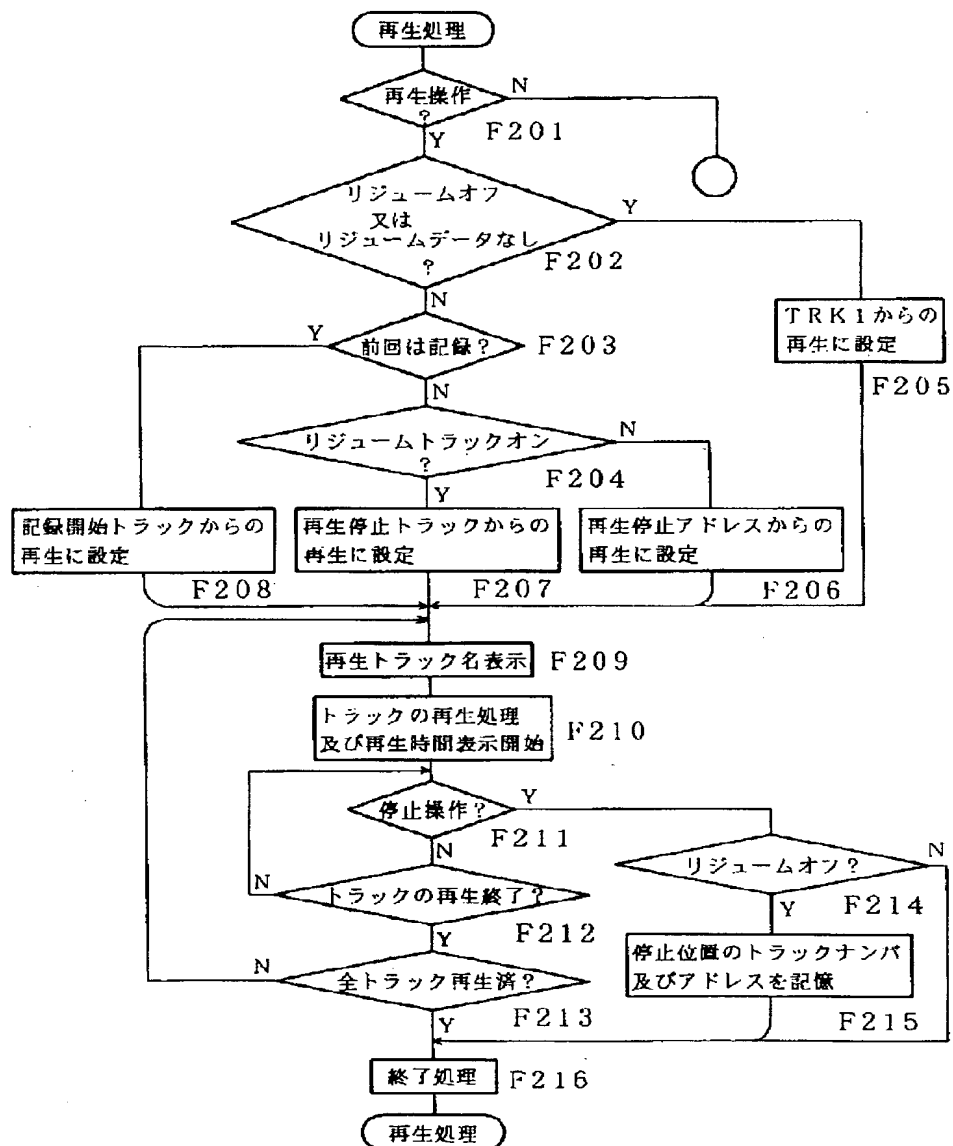 再生処理
N
再生操作
?
F201
Y
リジュームオフ
又は
リジュームデータなし
?
Y
F202
N
TRK1からの
再生に設定
F205
Y
前回は記録?
F203
N
リジュームトラックオン
?
N
F204
Y
記録開始トラックからの
再生に設定
F208
再生停止トラックからの
再生に設定
F207
再生停止アドレスからの
再生に設定
F206
再生トラック名表示
F209
トラックの再生処理
及び再生時間表示開始
F210
停止操作?
Y
F211
N
リジュームオフ?
N
F214
Y
N
トラックの再生終了?
F212
Y
停止位置のトラックナンバ
及びアドレスを記憶
F215
N
全トラック再生済?
F213
Y
終了処理
F216
再生処理